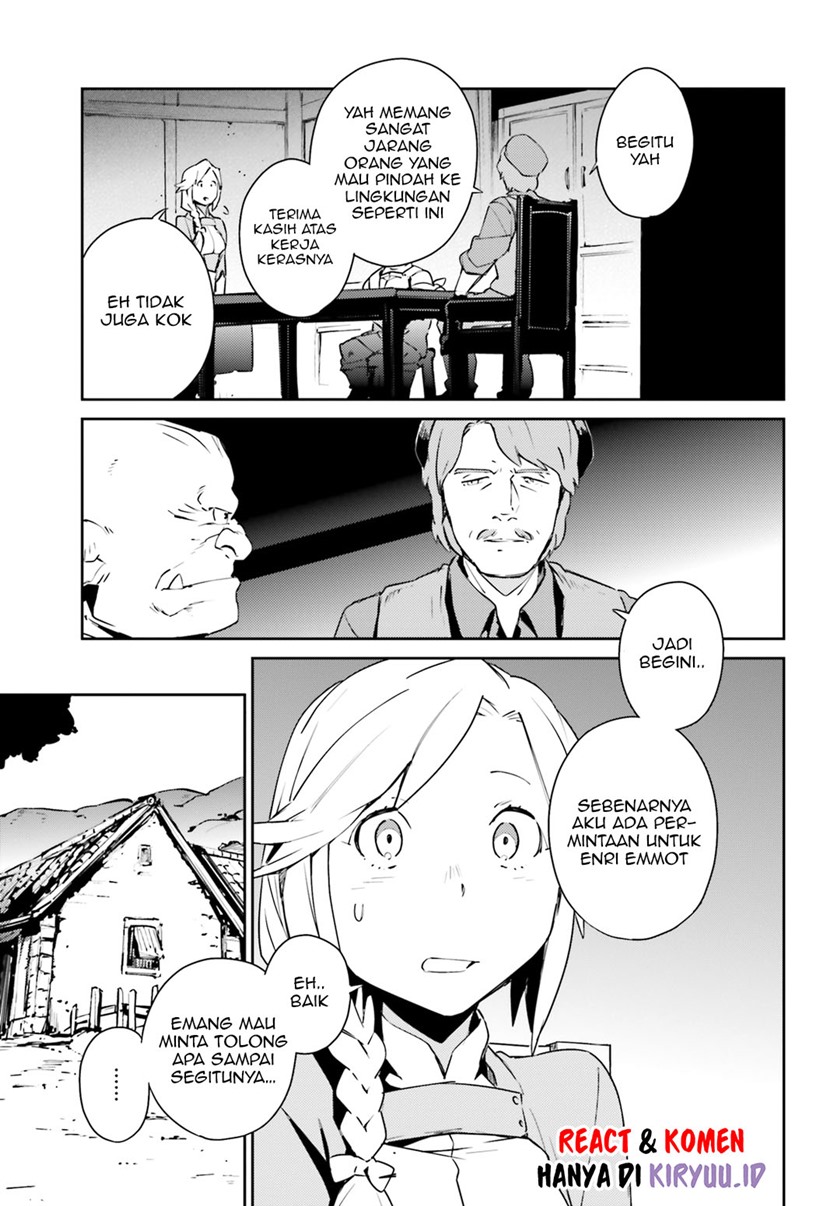 BEGITU
YAH
YAH MEMANG
SANGAT
JARANG
ORANG YANG
MAU PINDAH KE
LINGKUNGAN
SEPERTI INI
TERIMA
KASIH ATAS
KERJA
KERASNYA
EH TIDAK
JUGA KOK
JADI
BEGINI..
SEBENARNYA
AKU ADA PER-
MINTAAN UNTUK
ENRI EMMOT
EH..
BAIK
EMANG MAU
MINTA TOLONG
APA SAMPAI
SEGITUNYA...
......
REACT & KOMEN
HANYA DI KIRYUU.ID